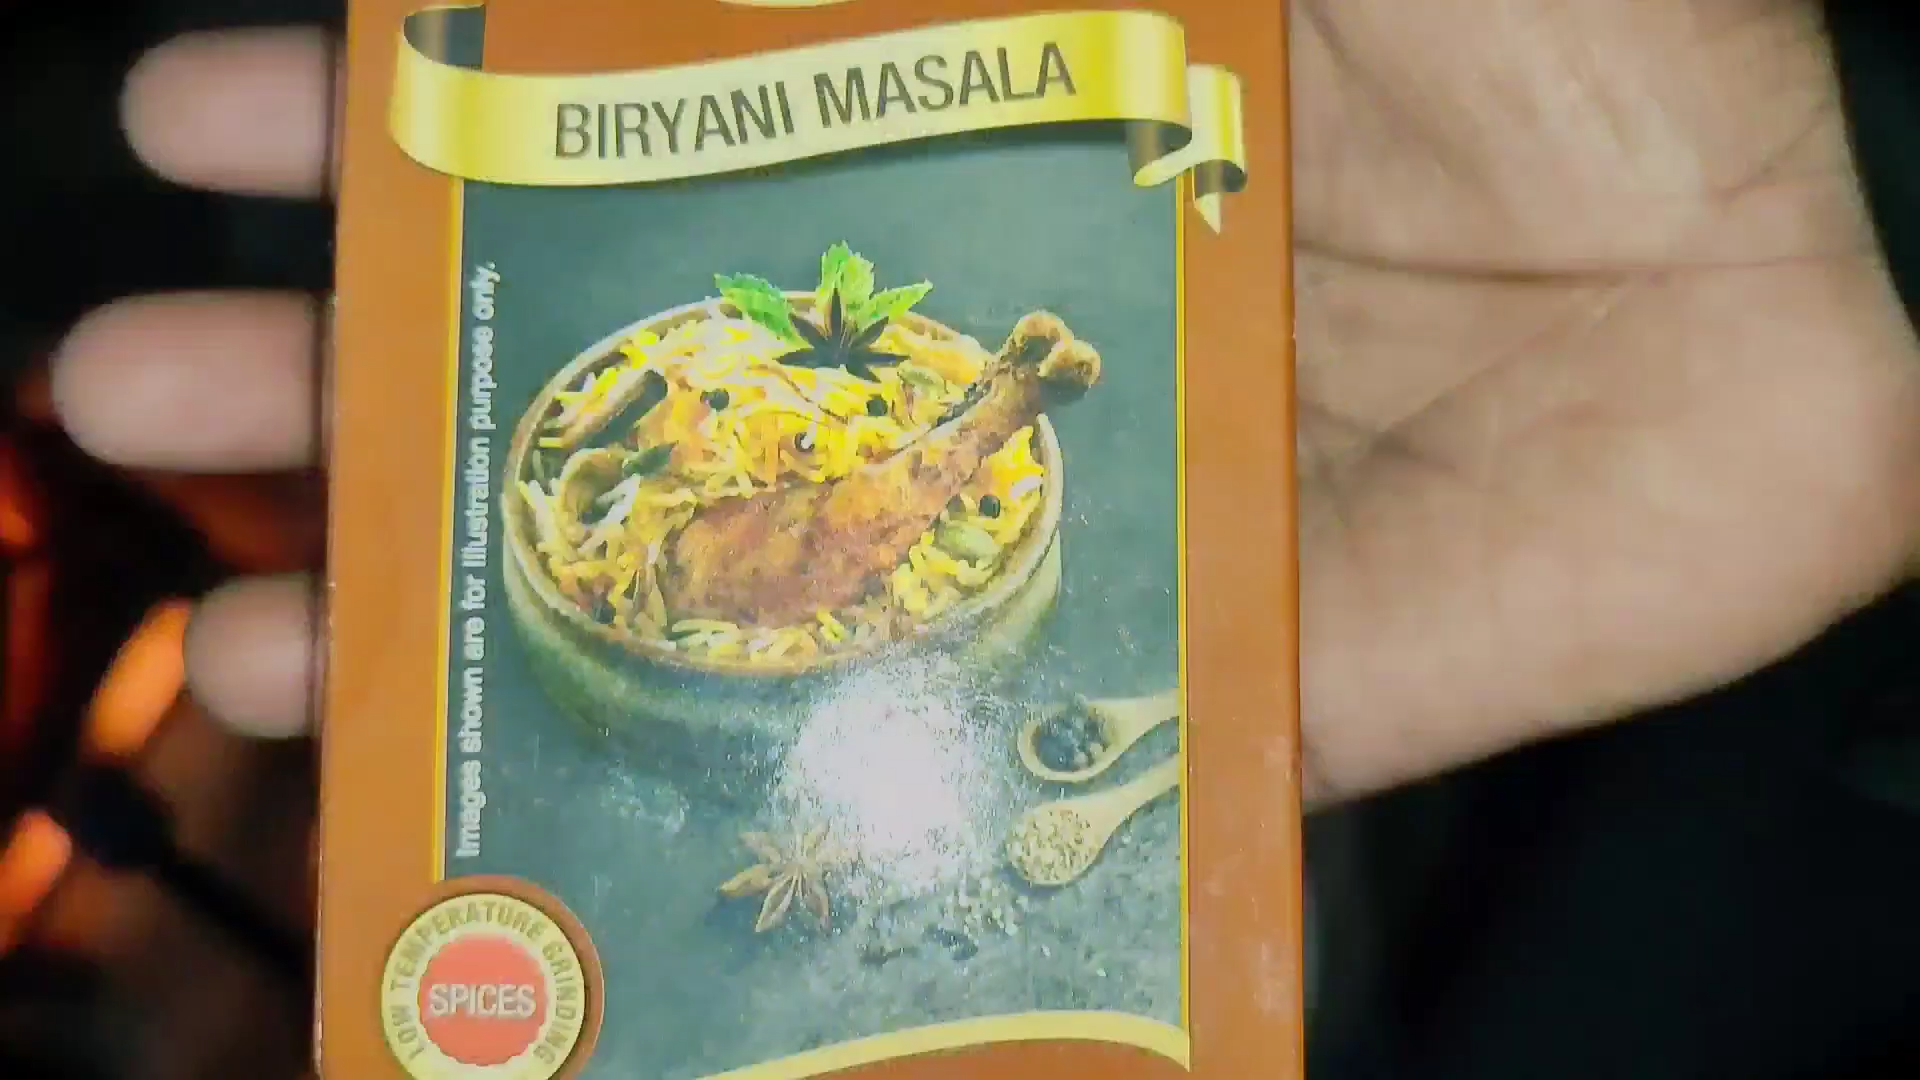 BIRYANI MASALA
Images shown are for illustration purpose only.
LOW TEMPERATURE GRINDING
SPICES